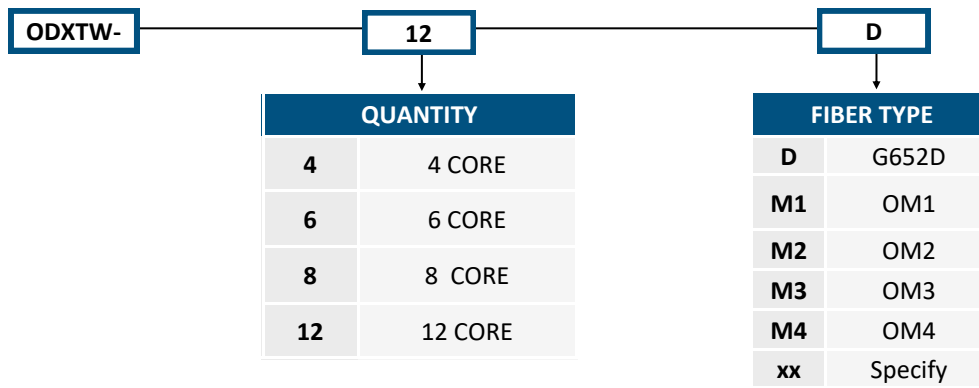 ODXTW- 12 D
QUANTITY
4 4 CORE
6 6 CORE
8 8 CORE
12 12 CORE
FIBER TYPE
D G652D
M1 OM1
M2 OM2
M3 OM3
M4 OM4
xx Specify